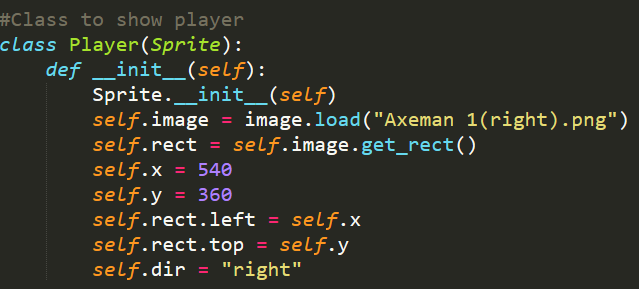 #Class to show player
class Player(Sprite):
    def __init__(self):
        Sprite.__init__(self)
        self.image = image.load("Axeman 1(right).png")
        self.rect = self.image.get_rect()
        self.x = 540
        self.y = 360
        self.rect.left = self.x
        self.rect.top = self.y
        self.dir = "right"